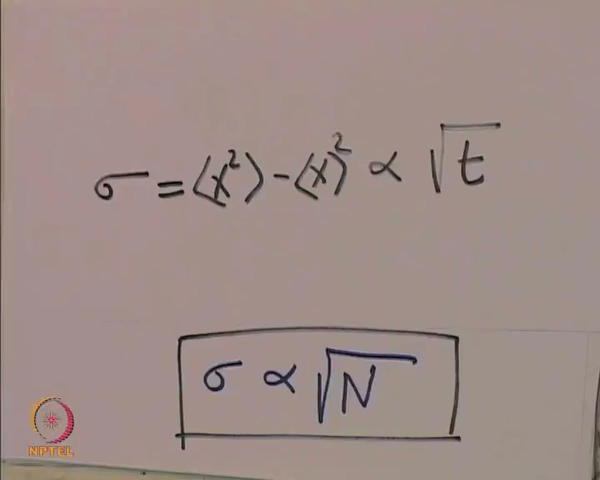 σ = ⟨x²⟩ - ⟨x⟩² ∝ √t
σ ∝ √N
NPTEL